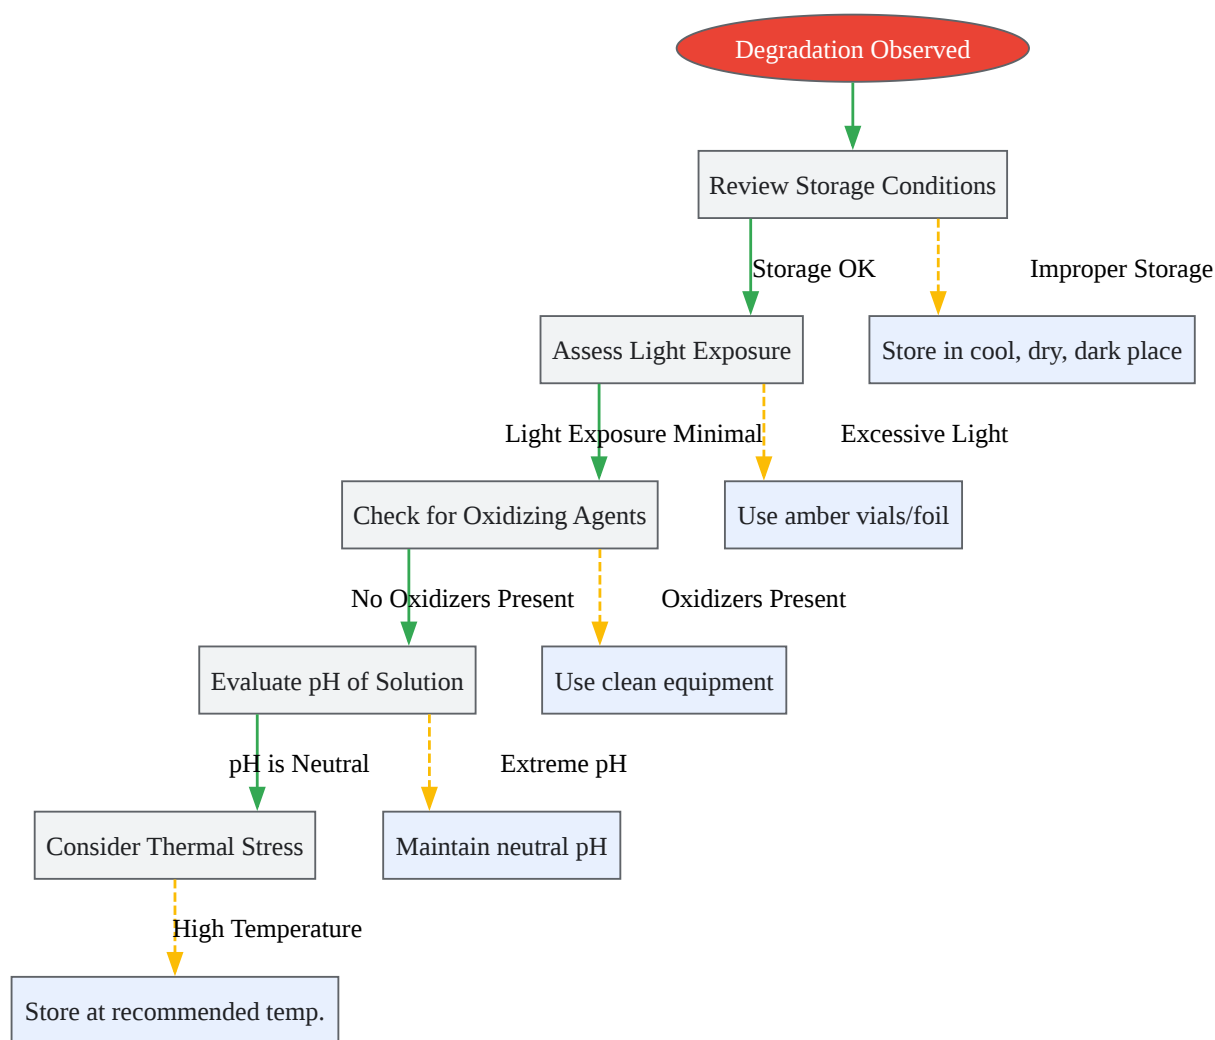 Degradation Observed
Review Storage Conditions
Storage OK
Improper Storage
Assess Light Exposure
Store in cool, dry, dark place
Light Exposure Minimal
Excessive Light
Check for Oxidizing Agents
Use amber vials/foil
No Oxidizers Present
Oxidizers Present
Evaluate pH of Solution
Use clean equipment
pH is Neutral
Extreme pH
Consider Thermal Stress
Maintain neutral pH
High Temperature
Store at recommended temp.